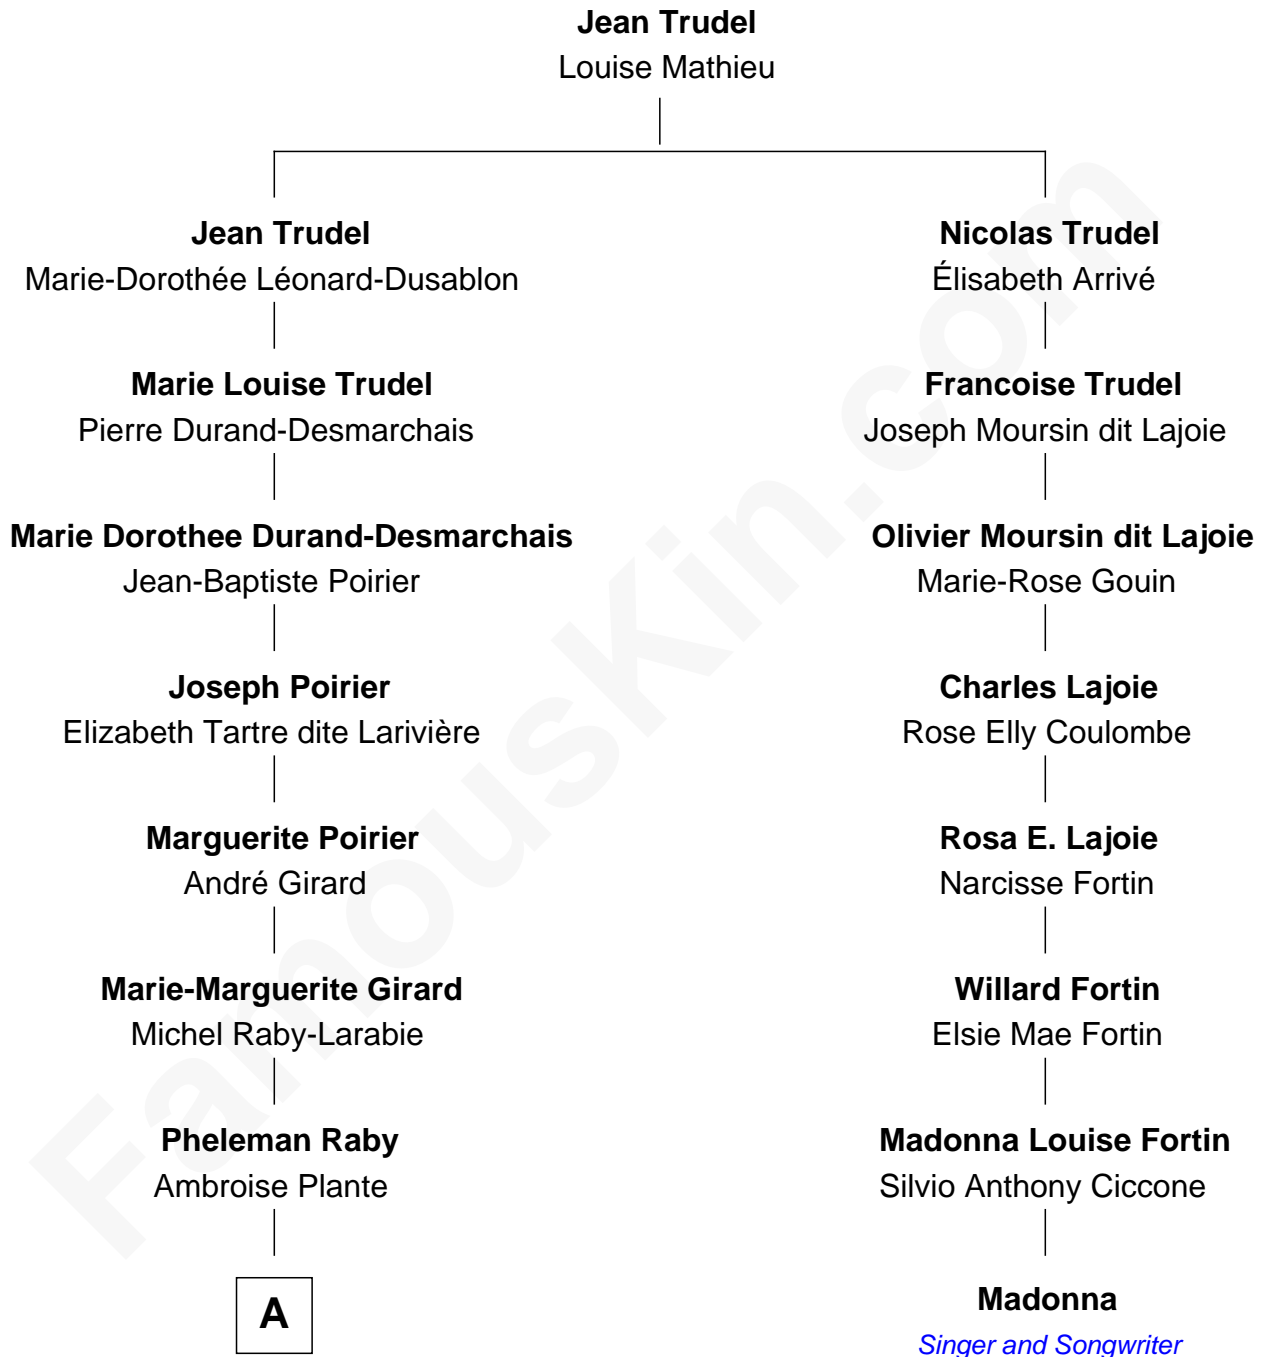 Jean Trudel
Louise Mathieu
Jean Trudel
Marie-Dorothée Léonard-Dusablon
Marie Louise Trudel
Pierre Durand-Desmarchais
Marie Dorothee Durand-Desmarchais
Jean-Baptiste Poirier
Joseph Poirier
Elizabeth Tartre dite Larivière
Marguerite Poirier
André Girard
Marie-Marguerite Girard
Michel Raby-Larabie
Pheleman Raby
Ambroise Plante
A
Nicolas Trudel
Élisabeth Arrivé
Francoise Trudel
Joseph Moursin dit Lajoie
Olivier Moursin dit Lajoie
Marie-Rose Gouin
Charles Lajoie
Rose Elly Coulombe
Rosa E. Lajoie
Narcisse Fortin
Willard Fortin
Elsie Mae Fortin
Madonna Louise Fortin
Silvio Anthony Ciccone
Madonna
Singer and Songwriter
FamousKin.com